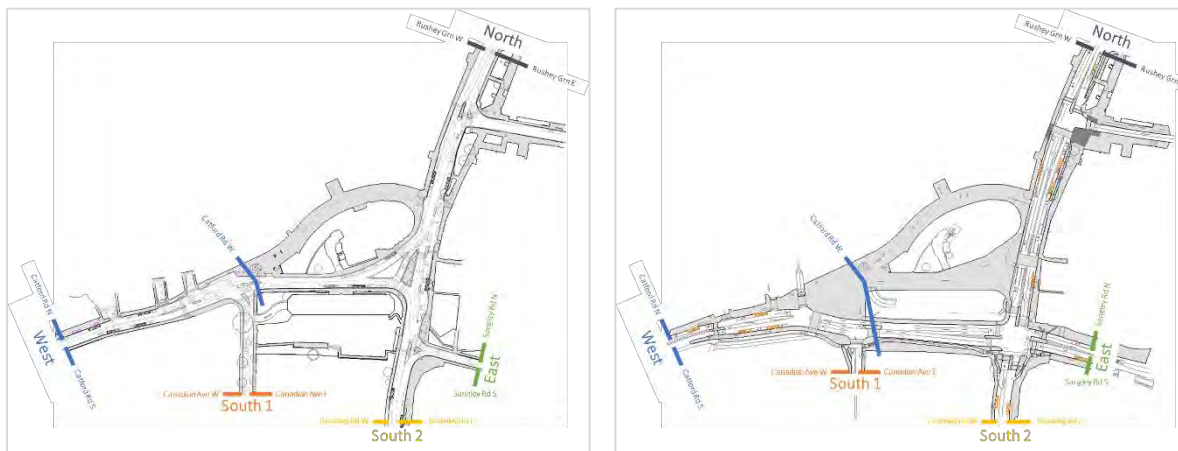 Rushey Grn W
North
Rushey Grn E
Catford Rd W
Catford Rd N
West
Catford Rd S
Sangley Rd N
East
Sangley Rd S
Canadian Ave W
Canadian Ave E
South 1
Bromley Rd W
South 2
Rushey Grn W
North
Rushey Grn E
Catford Rd W
Catford Rd N
West
Catford Rd S
Sangley Rd N
East
Sangley Rd S
Canadian Ave W
Canadian Ave E
South 1
South 2